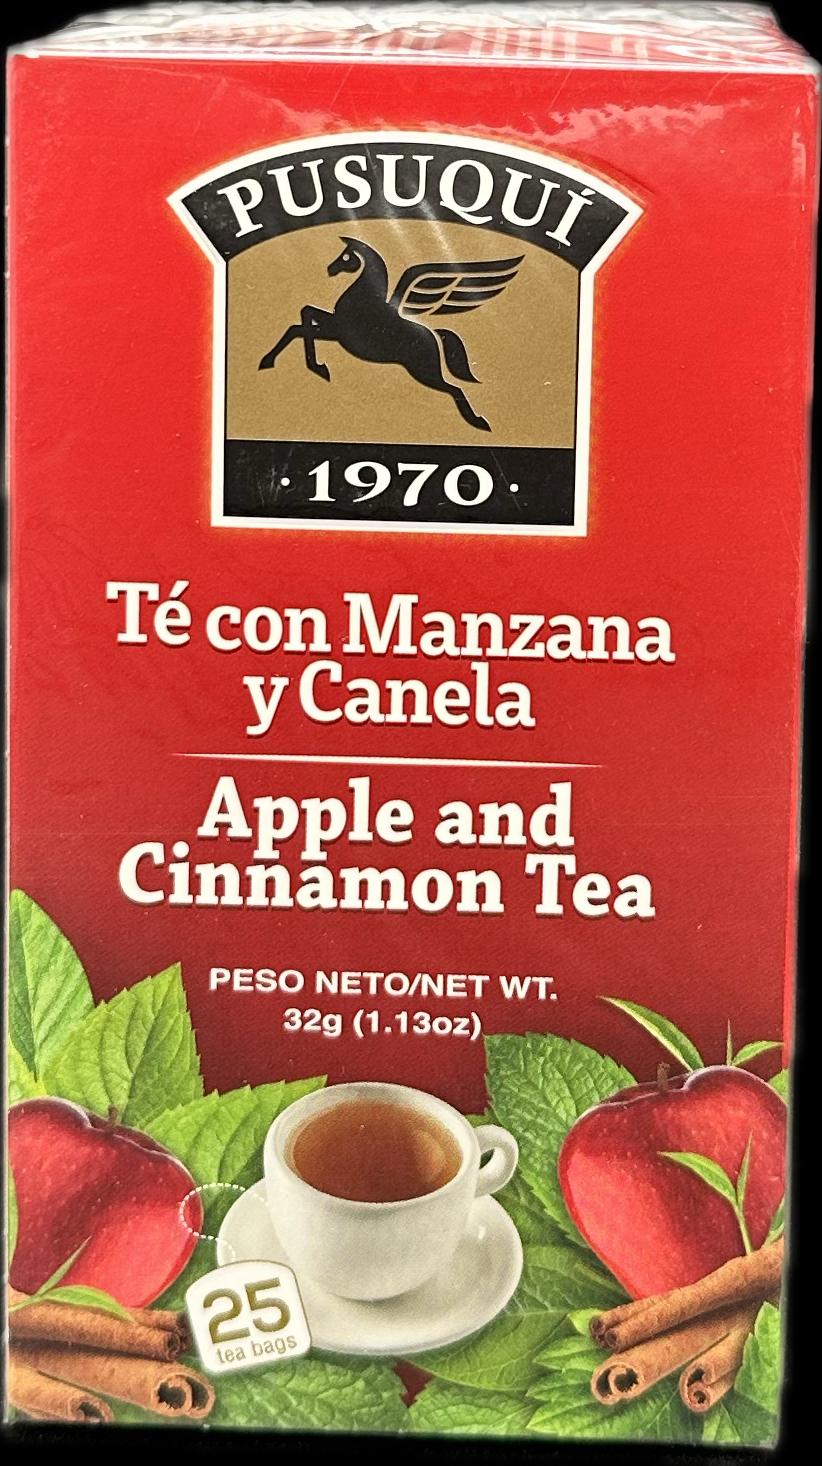 PUSUQUÍ
·1970·
Té con Manzana
y Canela
Apple and
Cinnamon Tea
PESO NETO/NET WT.
32g (1.13oz)
25
tea bags